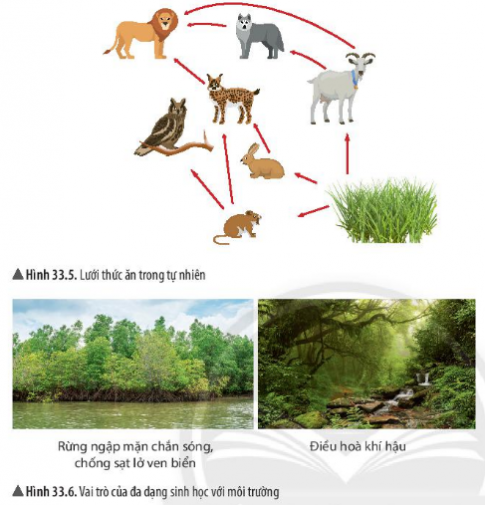 ▲ Hình 33.5. Lưới thức ăn trong tự nhiên
Rừng ngập mặn chắn sóng,
chống sạt lở ven biển
Điều hoà khí hậu
▲ Hình 33.6. Vai trò của đa dạng sinh học với môi trường